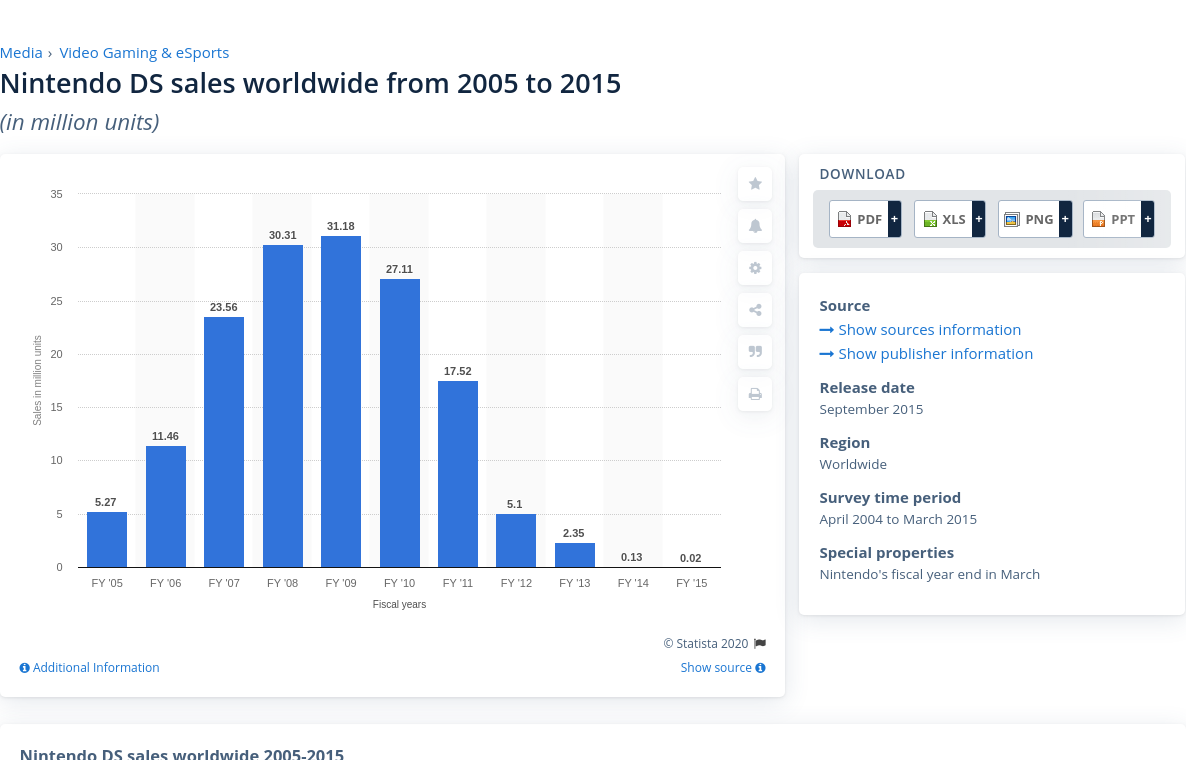 Media › Video Gaming & eSports
Nintendo DS sales worldwide from 2005 to 2015
(in million units)
35
30
25
20
15
10
5
0
Sales in million units
5.27
11.46
23.56
30.31
31.18
27.11
17.52
5.1
2.35
0.13
0.02
FY '05 FY '06 FY '07 FY '08 FY '09 FY '10 FY '11 FY '12 FY '13 FY '14 FY '15
Fiscal years
© Statista 2020
Additional Information
Show source
DOWNLOAD
PDF + XLS + PNG + PPT +
Source
Show sources information
Show publisher information
Release date
September 2015
Region
Worldwide
Survey time period
April 2004 to March 2015
Special properties
Nintendo's fiscal year end in March
Nintendo DS sales worldwide 2005-2015